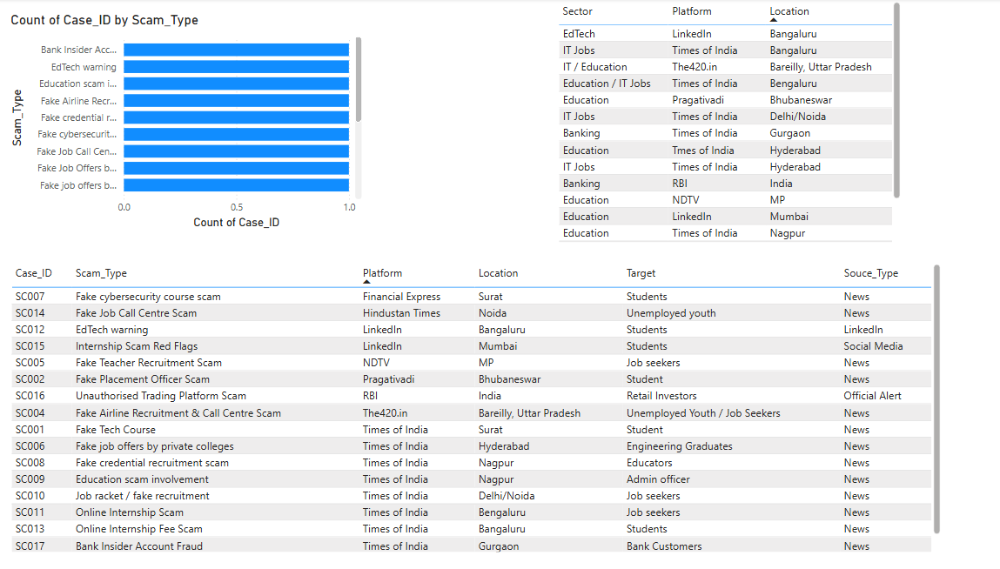 Count of Case_ID by Scam_Type
Scam_Type
Bank Insider Acc...
EdTech warning
Education scam i...
Fake Airline Recr...
Fake credential r...
Fake cybersecurit...
Fake Job Call Cen...
Fake Job Offers b...
Fake job offers b...
0.0 0.5 1.0
Count of Case_ID
Sector Platform Location
EdTech LinkedIn Bangaluru
IT Jobs Times of India Bangaluru
IT / Education The420.in Bareilly, Uttar Pradesh
Education / IT Jobs Times of India Bengaluru
Education Pragativadi Bhubaneswar
IT Jobs Times of India Delhi/Noida
Banking Times of India Gurgaon
Education Tmes of India Hyderabad
IT Jobs Times of India Hyderabad
Banking RBI India
Education NDTV MP
Education LinkedIn Mumbai
Education Times of India Nagpur
Case_ID Scam_Type Platform Location Target Souce_Type
SC007 Fake cybersecurity course scam Financial Express Surat Students News
SC014 Fake Job Call Centre Scam Hindustan Times Noida Unemployed youth News
SC012 EdTech warning LinkedIn Bangaluru Students LinkedIn
SC015 Internship Scam Red Flags LinkedIn Mumbai Students Social Media
SC005 Fake Teacher Recruitment Scam NDTV MP Job seekers News
SC002 Fake Placement Officer Scam Pragativadi Bhubaneswar Student News
SC016 Unauthorised Trading Platform Scam RBI India Retail Investors Official Alert
SC004 Fake Airline Recruitment & Call Centre Scam The420.in Bareilly, Uttar Pradesh Unemployed Youth / Job Seekers News
SC001 Fake Tech Course Times of India Surat Student News
SC006 Fake job offers by private colleges Times of India Hyderabad Engineering Graduates News
SC008 Fake credential recruitment scam Times of India Nagpur Educators News
SC009 Education scam involvement Times of India Nagpur Admin officer News
SC010 Job racket / fake recruitment Times of India Delhi/Noida Job seekers News
SC011 Online Internship Scam Times of India Bengaluru Job seekers News
SC013 Online Internship Fee Scam Times of India Bangaluru Students News
SC017 Bank Insider Account Fraud Times of India Gurgaon Bank Customers News